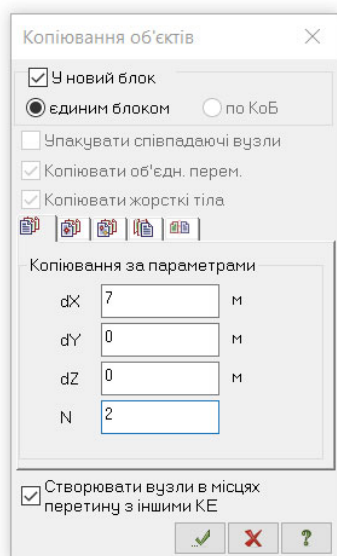 Копіювання об'єктів
У новий блок
єдиним блоком по КоБ
Упакувати співпадаючі вузли
Копіювати об'єдн. перем.
Копіювати жорсткі тіла
Копіювання за параметрами
dX 7 м
dY 0 м
dZ 0 м
N 2
Створювати вузли в місцях
перетину з іншими КЕ
?